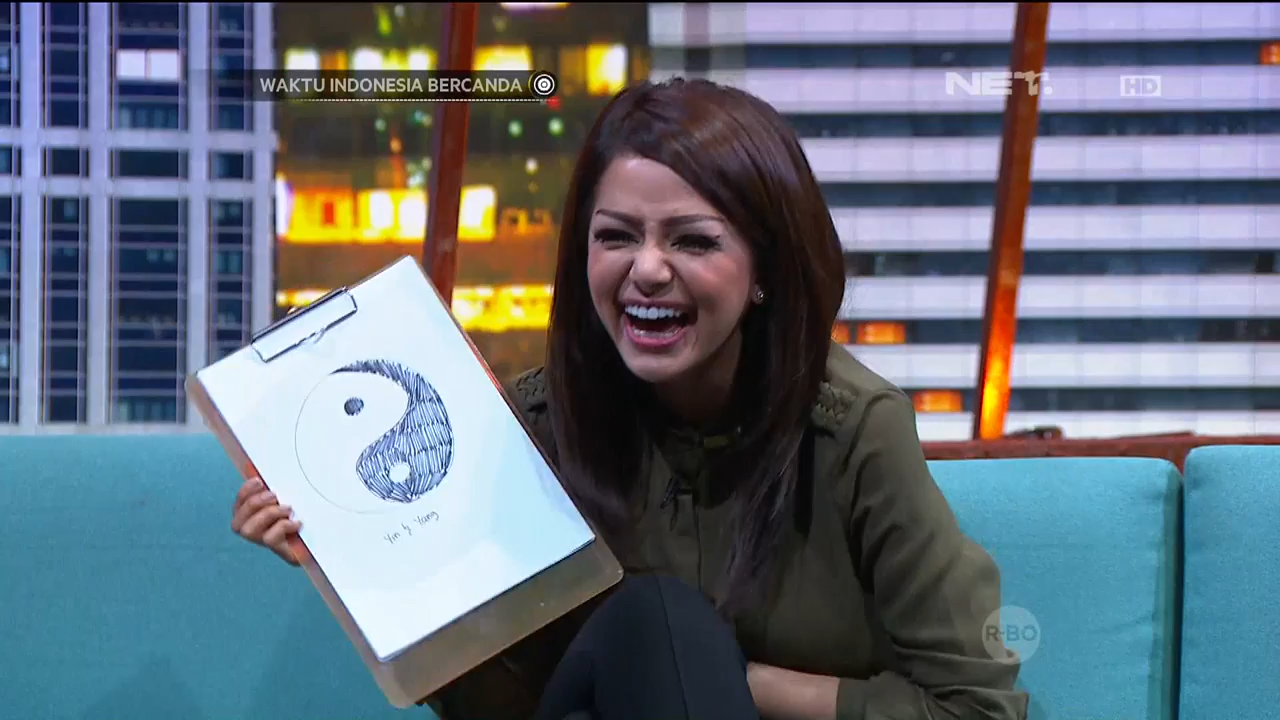 WAKTU INDONESIA BERCANDA
NET.
HD
Yin & Yang
R-BO